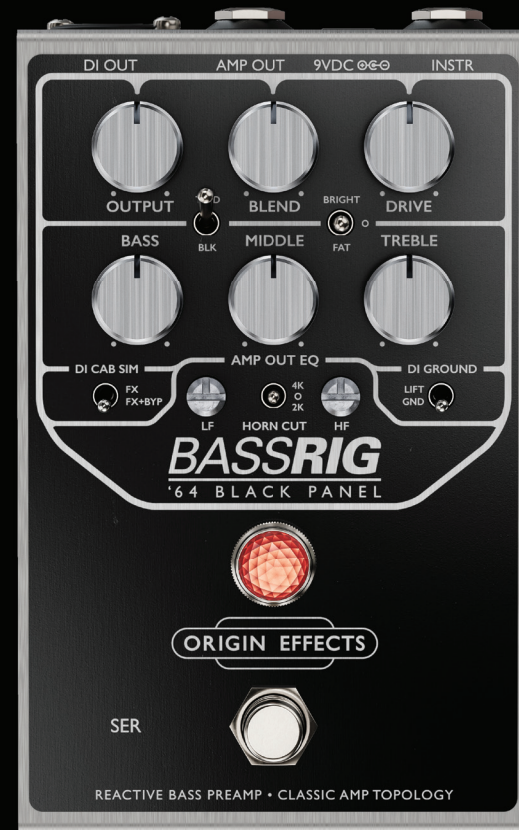 DI OUT AMP OUT 9VDC INSTR
OUTPUT BLEND BRIGHT DRIVE
BLK FAT
BASS MIDDLE TREBLE
AMP OUT EQ
DI CAB SIM DI GROUND
FX
FX+BYP
4K
O
2K
LIFT
GND
LF HORN CUT HF
BASSRIG
'64 BLACK PANEL
ORIGIN EFFECTS
SER
REACTIVE BASS PREAMP • CLASSIC AMP TOPOLOGY